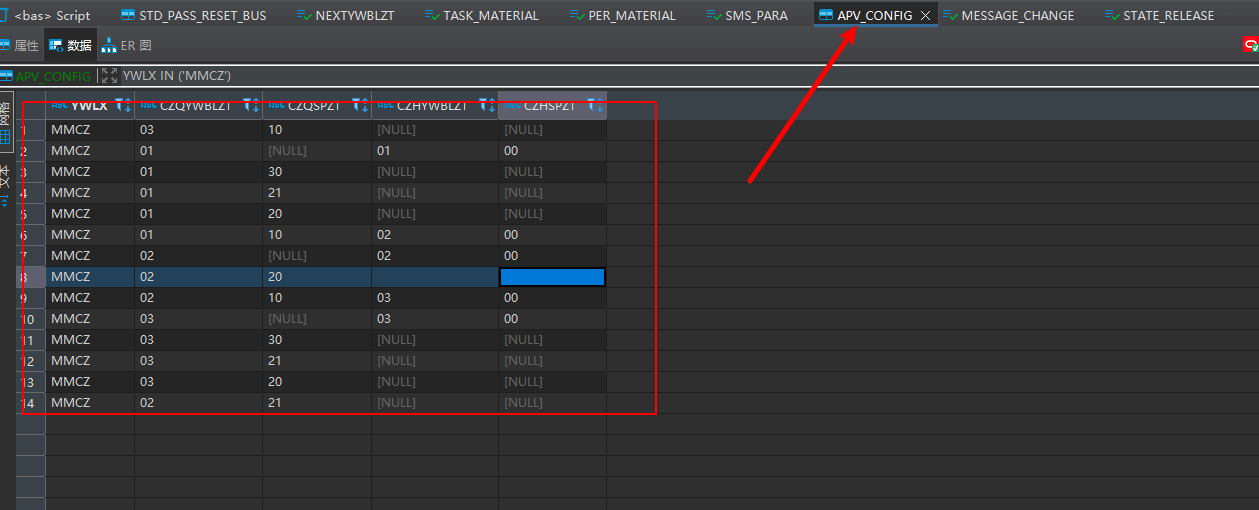 <bas> Script STD_PASS_RESET_BUS NEXTYWBLZT TASK_MATERIAL PER_MATERIAL SMS_PARA APV_CONFIG MESSAGE_CHANGE STATE_RELEASE
属性 数据 ER 图
APV_CONFIG YWLX IN ('MMCZ')
网格
文本
YWLX CZQYWBLZT CZQSPZT CZHYWBLZT CZHSPZT
1 MMCZ 03 10 [NULL] [NULL]
2 MMCZ 01 [NULL] 01 00
3 MMCZ 01 30 [NULL] [NULL]
4 MMCZ 01 21 [NULL] [NULL]
5 MMCZ 01 20 [NULL] [NULL]
6 MMCZ 01 10 02 00
7 MMCZ 02 [NULL] 02 00
8 MMCZ 02 20
9 MMCZ 02 10 03 00
10 MMCZ 03 [NULL] 03 00
11 MMCZ 03 30 [NULL] [NULL]
12 MMCZ 03 21 [NULL] [NULL]
13 MMCZ 03 20 [NULL] [NULL]
14 MMCZ 02 21 [NULL] [NULL]